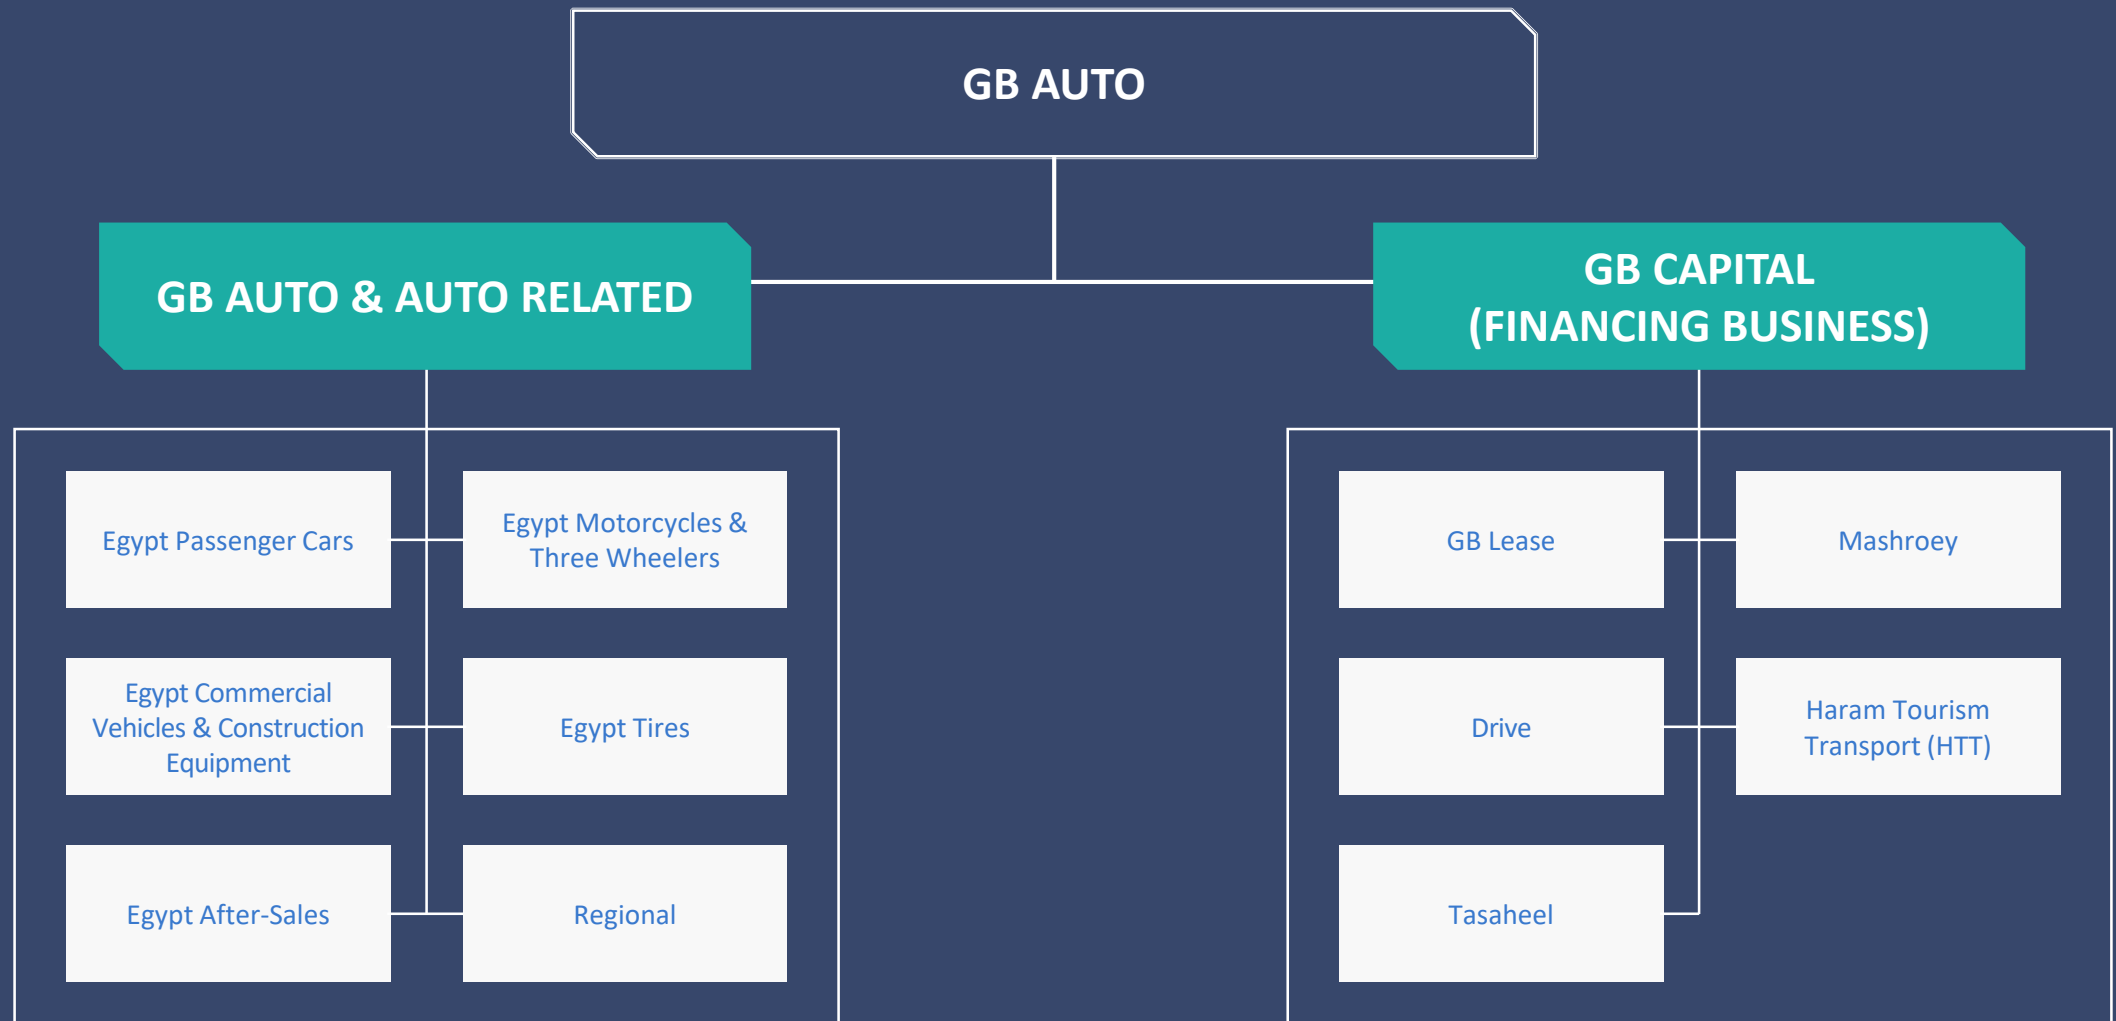 GB AUTO
GB AUTO & AUTO RELATED
GB CAPITAL
(FINANCING BUSINESS)
Egypt Passenger Cars
Egypt Motorcycles &
Three Wheelers
Egypt Commercial
Vehicles & Construction
Equipment
Egypt Tires
Egypt After-Sales
Regional
GB Lease
Mashroey
Drive
Haram Tourism
Transport (HTT)
Tasaheel